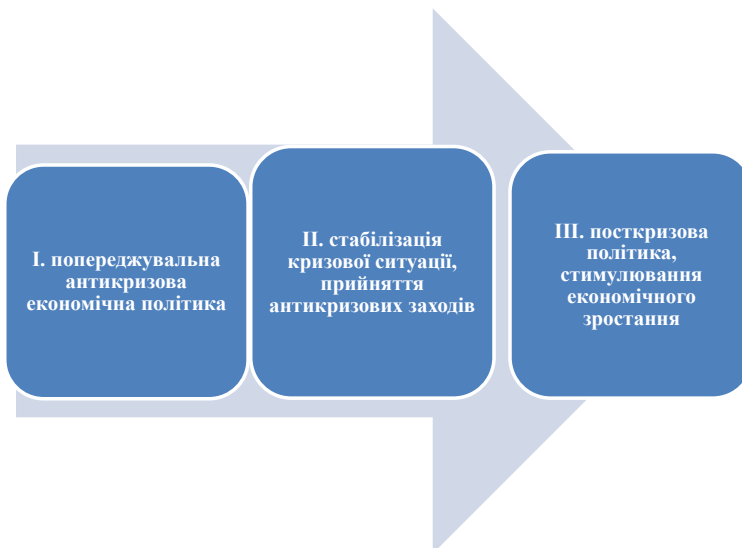 І. попереджувальна
антикризова
економічна політика
ІІ. стабілізація
кризової ситуації,
прийняття
антикризових заходів
ІІІ. посткризова
політика,
стимулювання
економічного
зростання